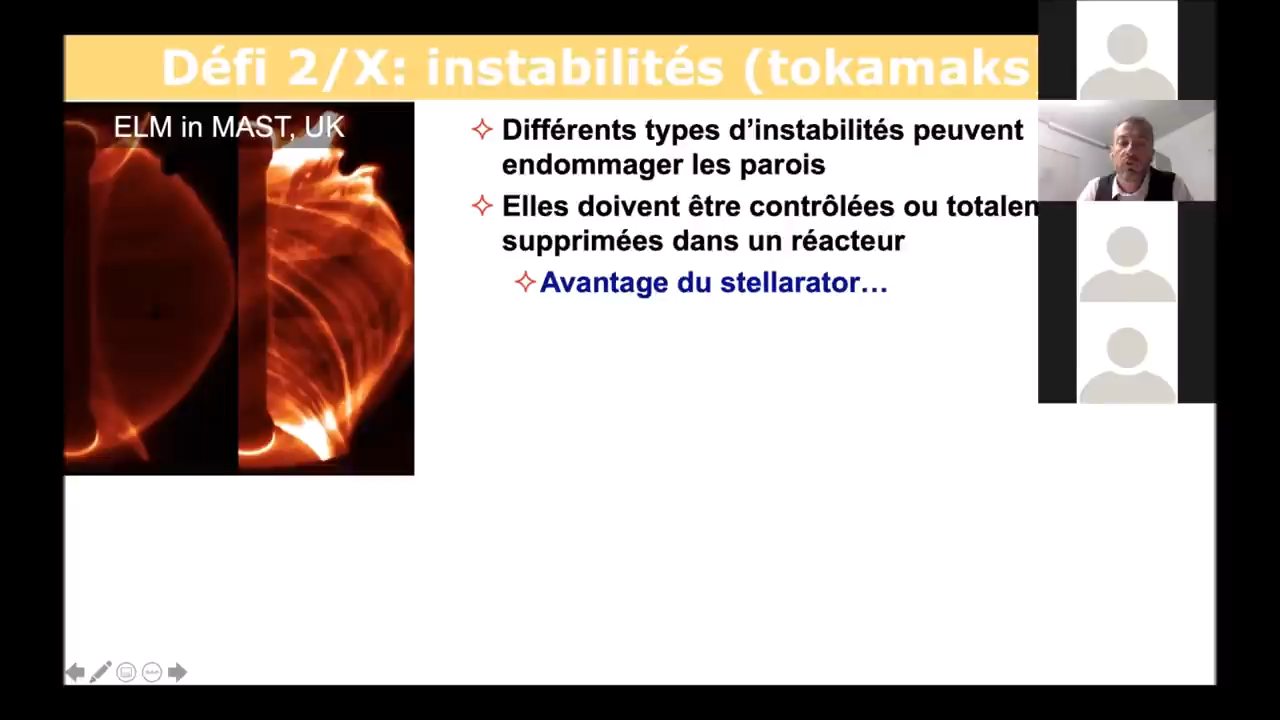 Défi 2/X: instabilités (tokamaks
ELM in MAST, UK
Différents types d’instabilités peuvent
endommager les parois
Elles doivent être contrôlées ou
supprimées dans un réacteur
Avantage du stellarator…